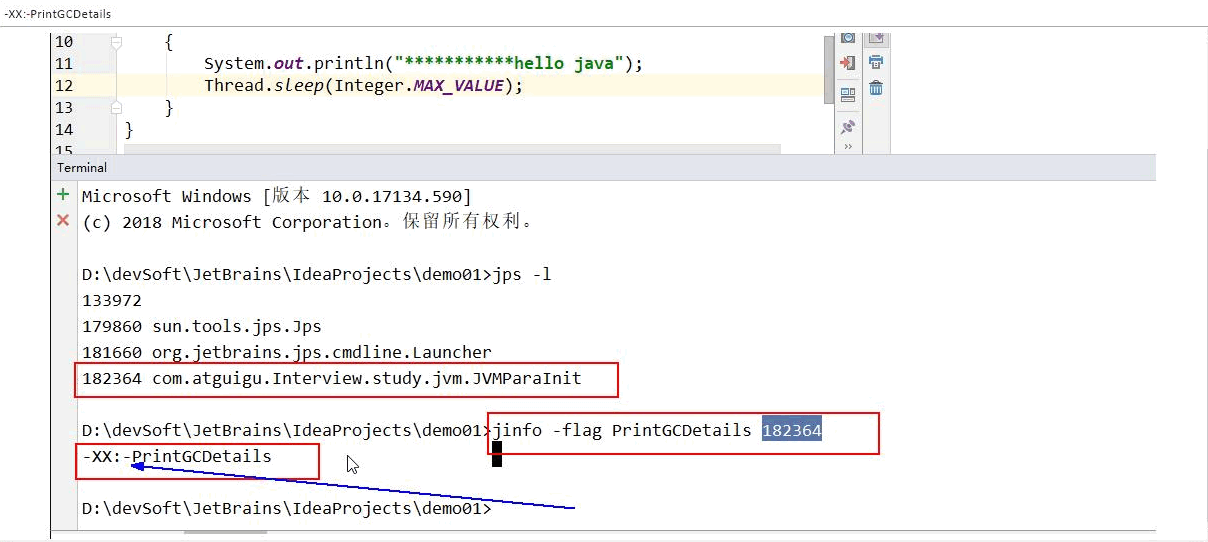 -XX:-PrintGCDetails
10 {
11 System.out.println("***********hello java");
12 Thread.sleep(Integer.MAX_VALUE);
13 }
14 }
15
Terminal
Microsoft Windows [版本 10.0.17134.590]
(c) 2018 Microsoft Corporation。保留所有权利。
D:\devSoft\JetBrains\IdeaProjects\demo01>jps -l
133972
179860 sun.tools.jps.Jps
181660 org.jetbrains.jps.cmdline.Launcher
182364 com.atguigu.Interview.study.jvm.JVMParaInit
D:\devSoft\JetBrains\IdeaProjects\demo01>jinfo -flag PrintGCDetails 182364
-XX:-PrintGCDetails
D:\devSoft\JetBrains\IdeaProjects\demo01>